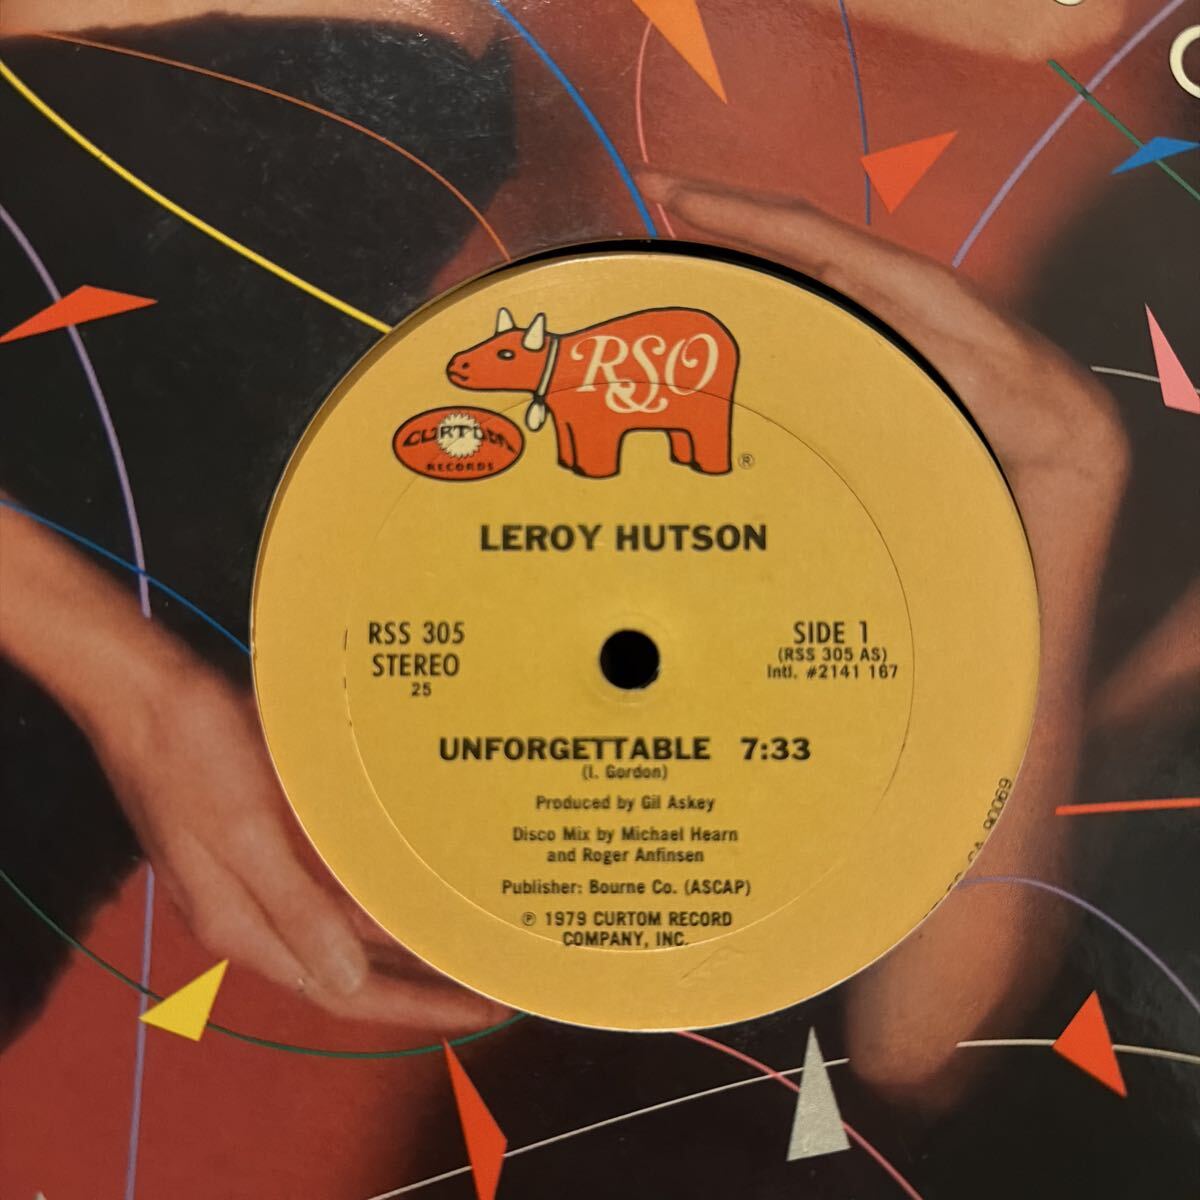 RSO
CURTOM
RECORDS
®
LEROY HUTSON
RSS 305
STEREO
25
SIDE 1
(RSS 305 AS)
Intl. #2141 167
UNFORGETTABLE 7:33
(I. Gordon)
Produced by Gil Askey
Disco Mix by Michael Hearn
and Roger Anfinsen
Publisher: Bourne Co. (ASCAP)
℗ 1979 CURTOM RECORD
COMPANY, INC.
CA 90069